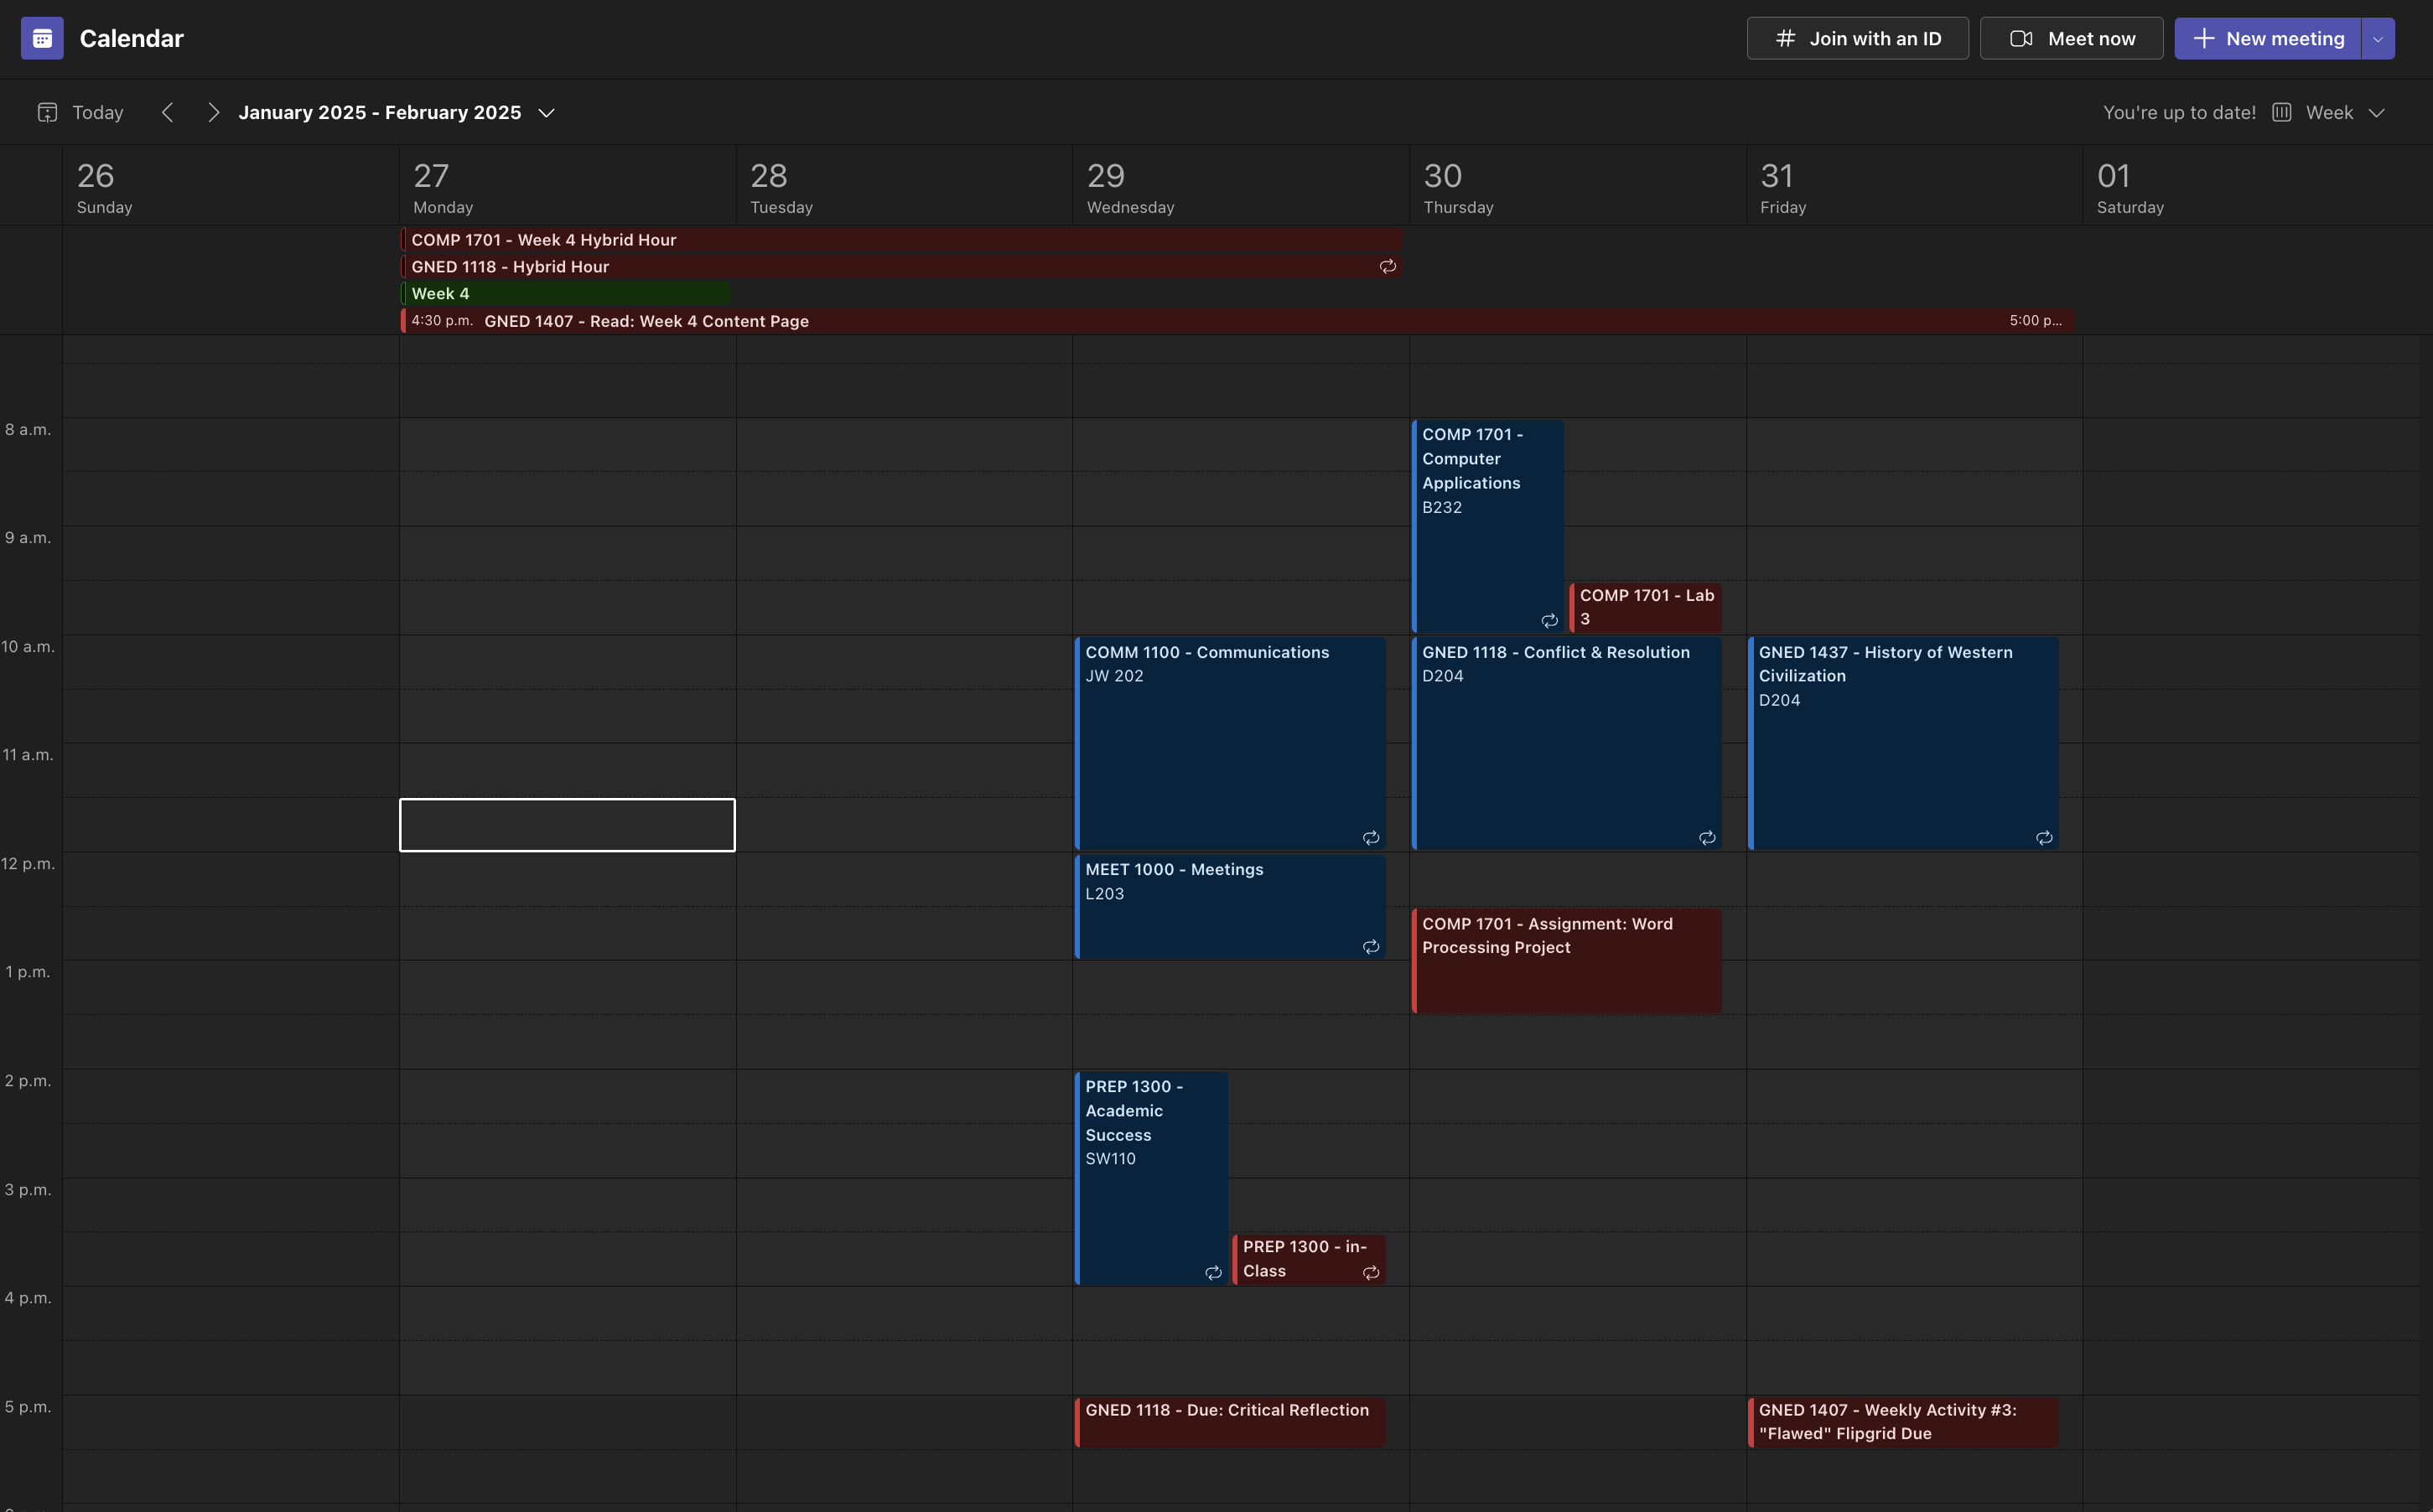 Calendar
Join with an ID
Meet now
New meeting
Today
January 2025 - February 2025
You're up to date!
Week
26
Sunday
27
Monday
28
Tuesday
29
Wednesday
30
Thursday
31
Friday
01
Saturday
COMP 1701 - Week 4 Hybrid Hour
GNED 1118 - Hybrid Hour
Week 4
4:30 p.m. GNED 1407 - Read: Week 4 Content Page 5:00 p...
8 a.m.
9 a.m.
10 a.m.
11 a.m.
12 p.m.
1 p.m.
2 p.m.
3 p.m.
4 p.m.
5 p.m.
COMM 1100 - Communications
JW 202
MEET 1000 - Meetings
L203
PREP 1300 -
Academic
Success
SW110
PREP 1300 - in-
Class
GNED 1118 - Due: Critical Reflection
COMP 1701 -
Computer
Applications
B232
COMP 1701 - Lab
3
GNED 1118 - Conflict & Resolution
D204
COMP 1701 - Assignment: Word
Processing Project
GNED 1437 - History of Western
Civilization
D204
GNED 1407 - Weekly Activity #3:
"Flawed" Flipgrid Due